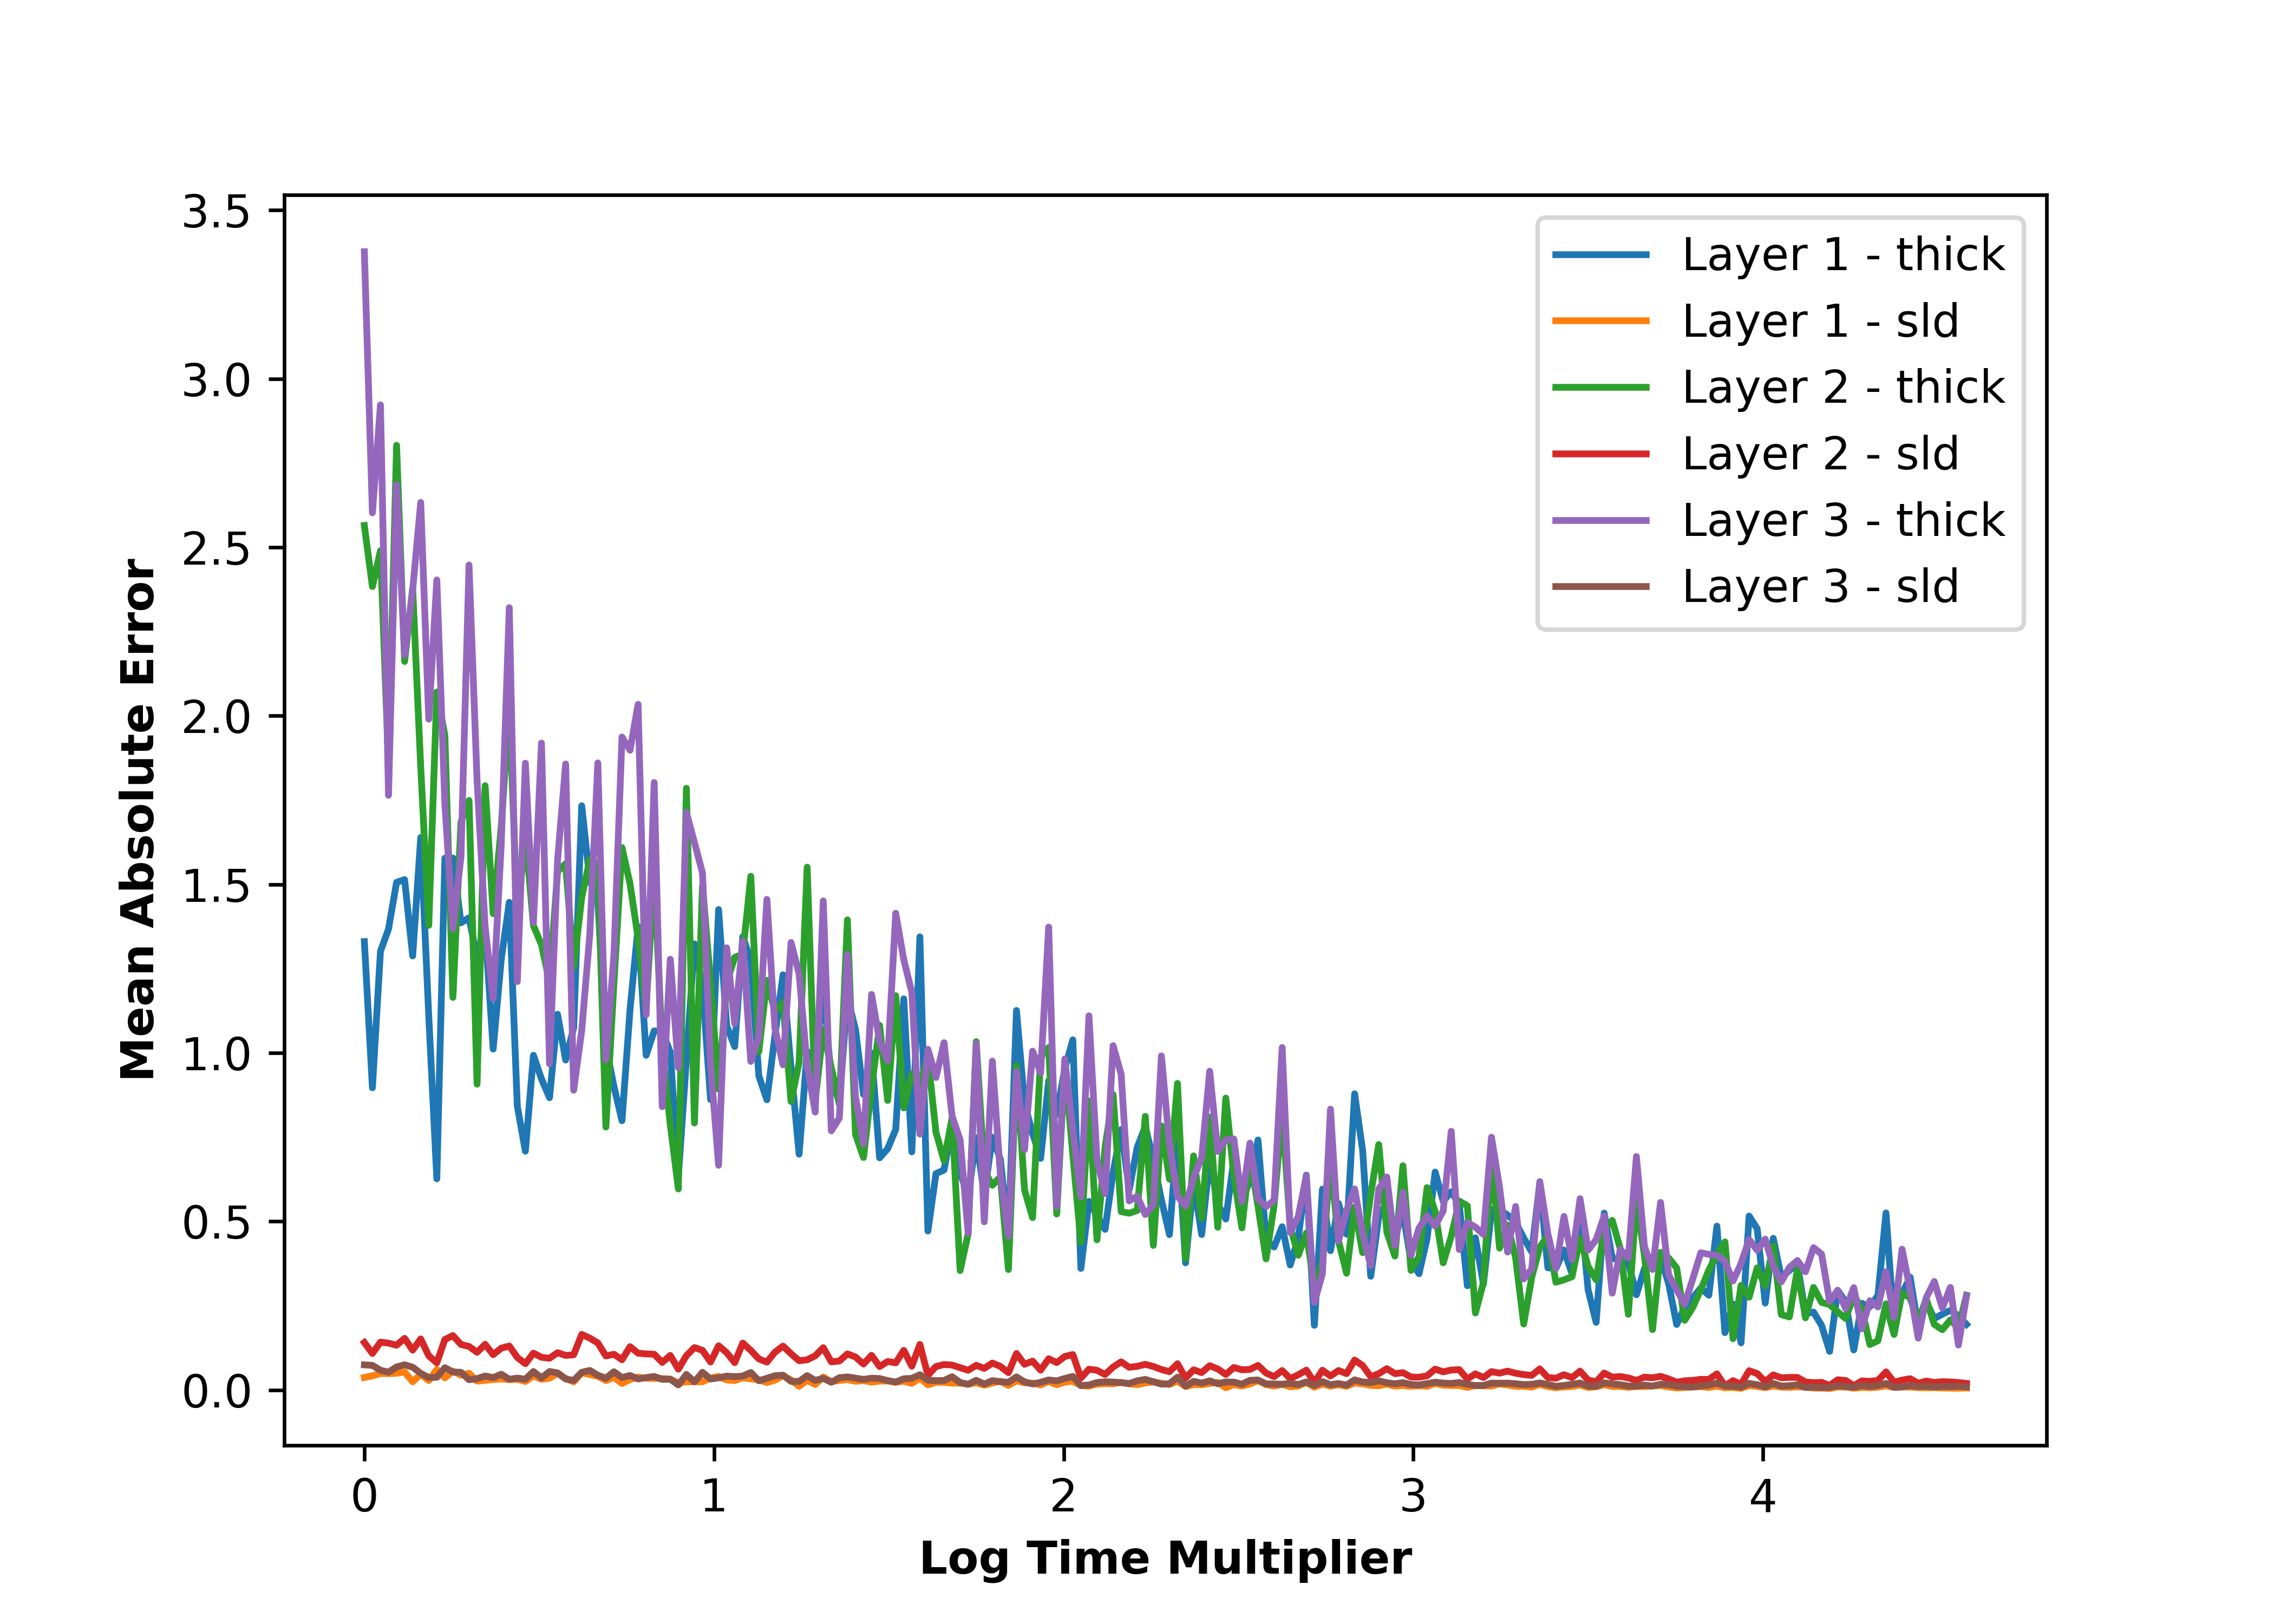 3.5
3.0
2.5
2.0
1.5
1.0
0.5
0.0
Mean Absolute Error
Layer 1 - thick
Layer 1 - sld
Layer 2 - thick
Layer 2 - sld
Layer 3 - thick
Layer 3 - sld
0 1 2 3 4
Log Time Multiplier